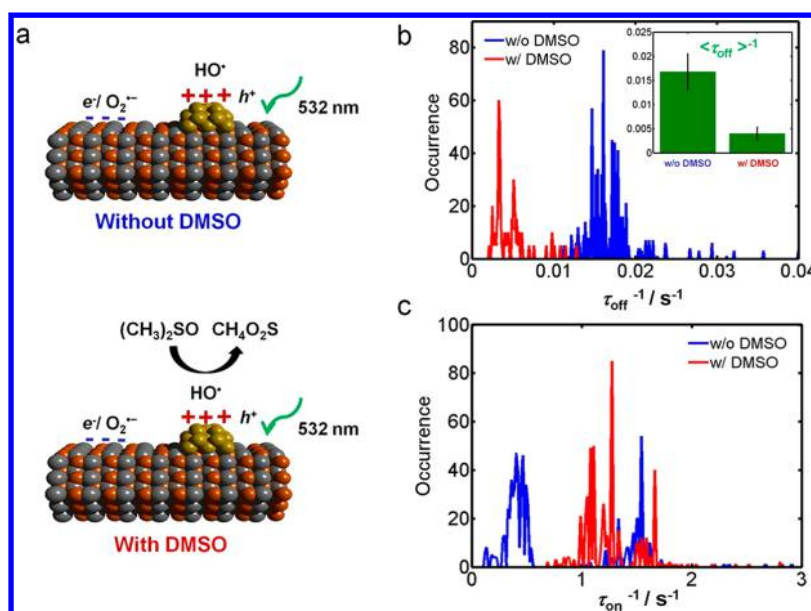 a
HO•
+++ h⁺
e⁻/ O₂•⁻
532 nm
Without DMSO
(CH₃)₂SO CH₄O₂S
HO•
+++ h⁺
e⁻/ O₂•⁻
532 nm
With DMSO
b
w/o DMSO
w/ DMSO
Occurrence
80
60
40
20
0
0
0.01
0.02
0.03
0.04
τoff ⁻¹ / s⁻¹
<τoff >⁻¹
0.025
0.02
0.015
0.01
0.005
0
w/o DMSO
w/ DMSO
c
w/o DMSO
w/ DMSO
Occurrence
100
80
60
40
20
0
1
2
3
τon ⁻¹ / s⁻¹